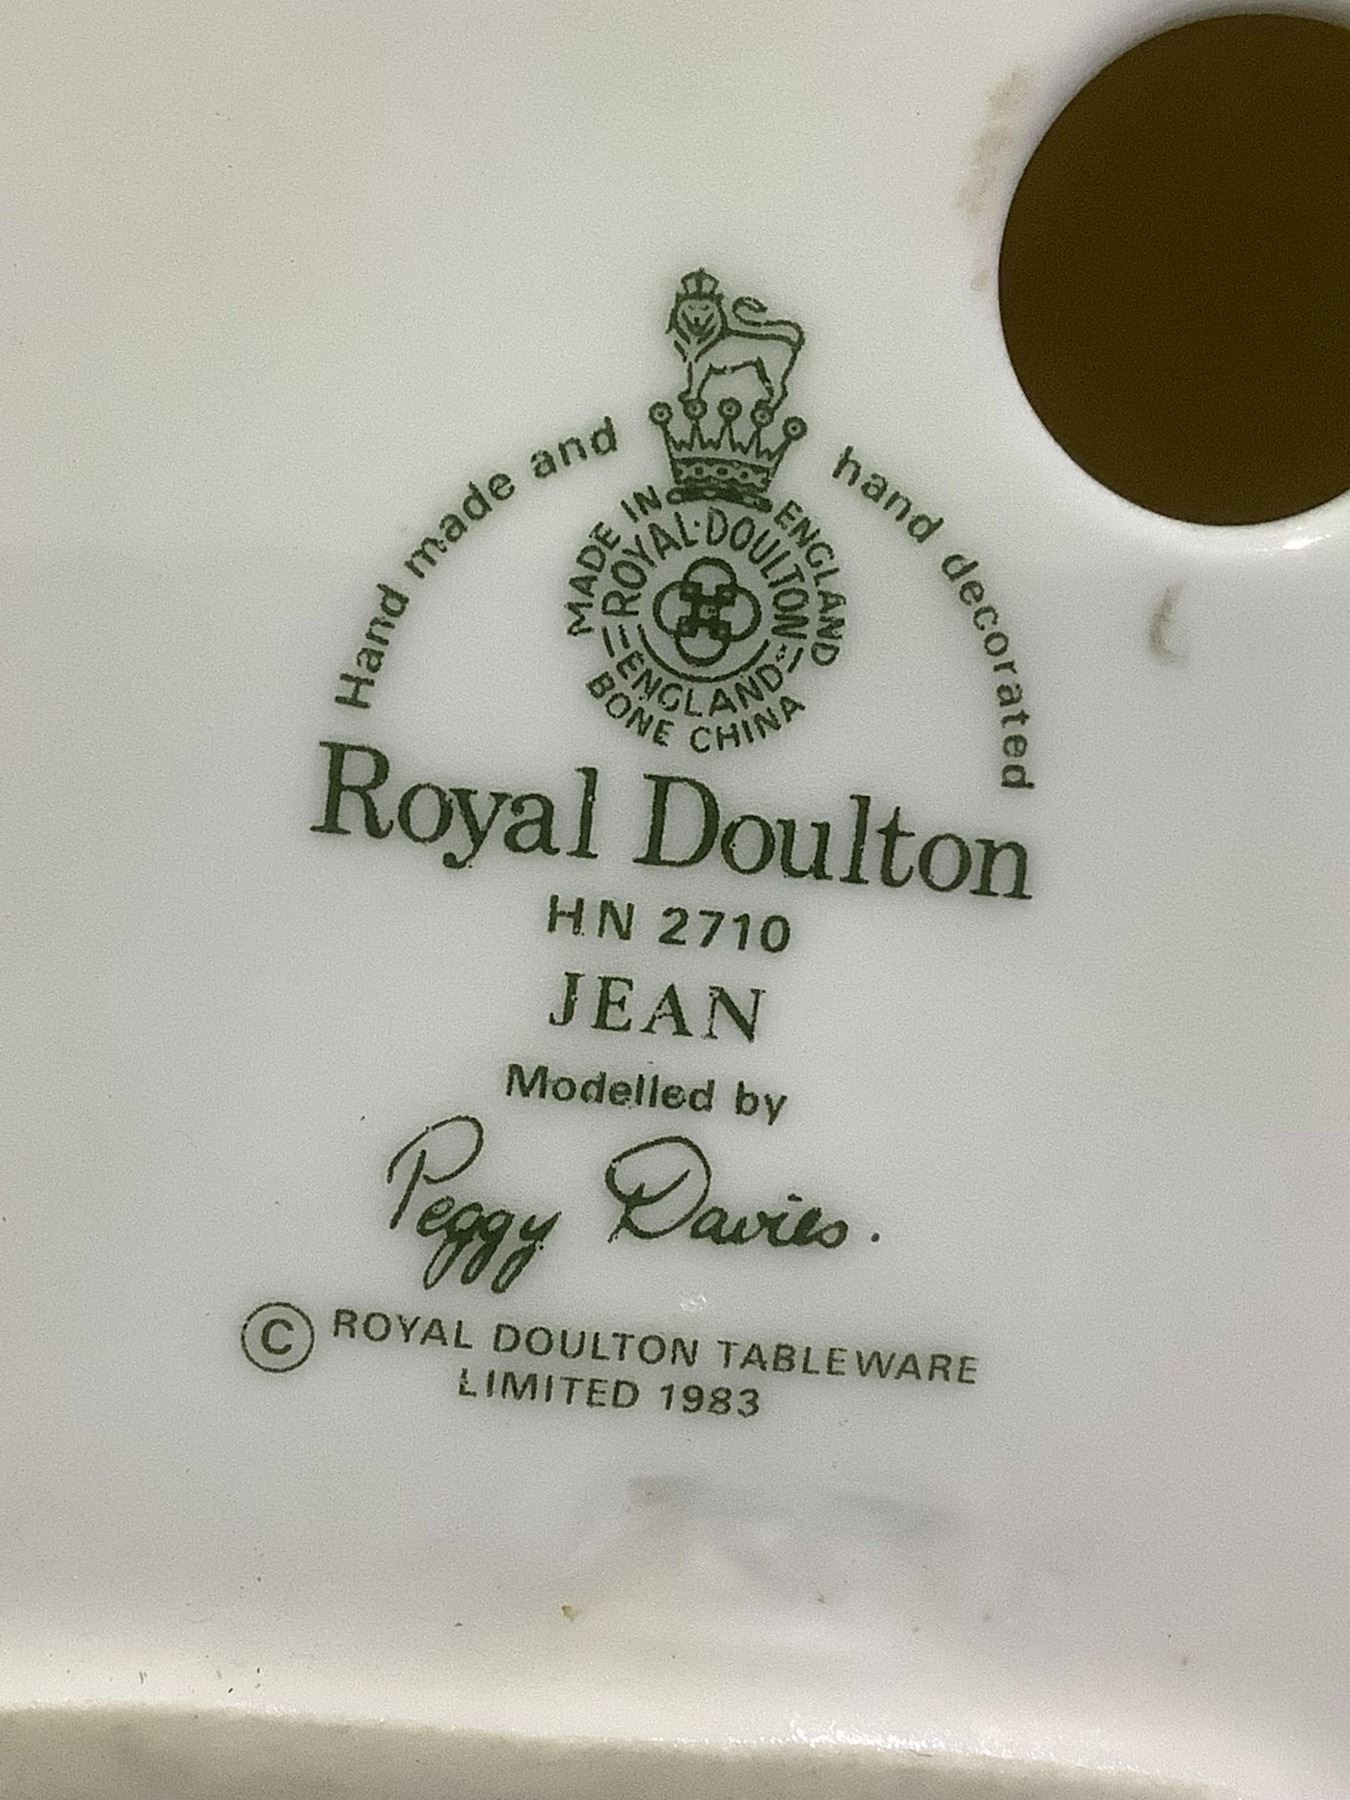 Hand made and hand decorated
MADE IN ENGLAND
ROYAL·DOULTON
ENGLAND
BONE CHINA
Royal Doulton
HN 2710
JEAN
Modelled by
Peggy Davies.
© ROYAL DOULTON TABLEWARE
LIMITED 1983